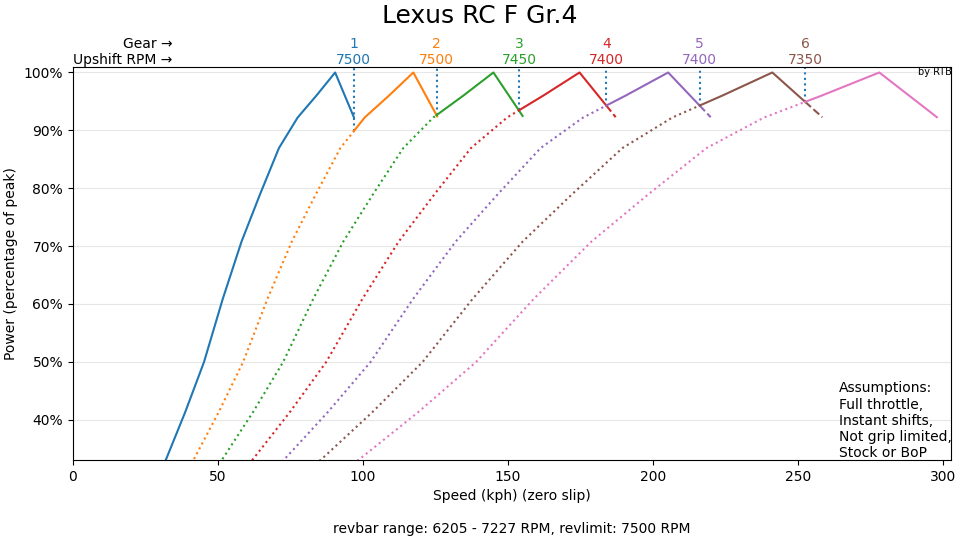 Lexus RC F Gr.4
Gear → 1 2 3 4 5 6
Upshift RPM → 7500 7500 7450 7400 7400 7350
by RTB
100%
90%
80%
70%
60%
50%
40%
Power (percentage of peak)
Assumptions:
Full throttle,
Instant shifts,
Not grip limited,
Stock or BoP
0 50 100 150 200 250 300
Speed (kph) (zero slip)
revbar range: 6205 - 7227 RPM, revlimit: 7500 RPM